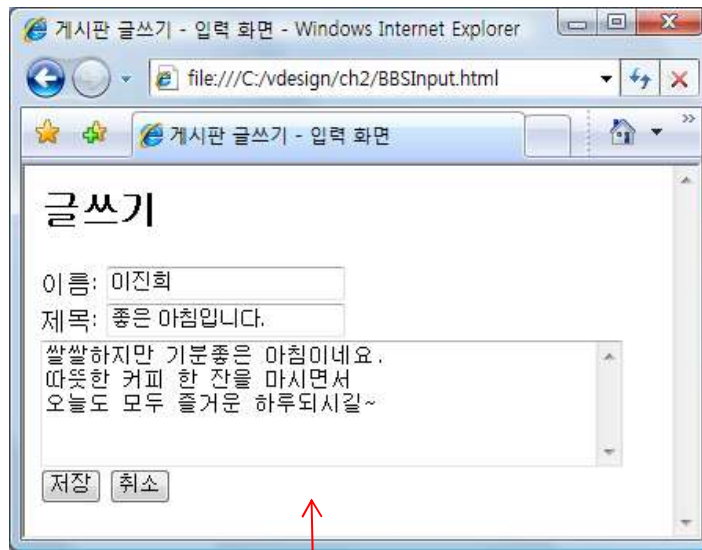 게시판 글쓰기 - 입력 화면 - Windows Internet Explorer
file:///C:/vdesign/ch2/BBSInput.html
게시판 글쓰기 - 입력 화면
글쓰기
이름: 이진희
제목: 좋은 아침입니다.
쌀쌀하지만 기분좋은 아침이네요.
따뜻한 커피 한 잔을 마시면서
오늘도 모두 즐거운 하루되시길~
저장 취소